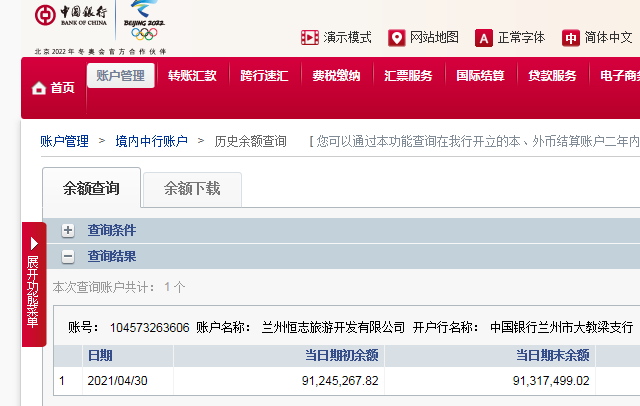 中国银行
BANK OF CHINA
BEIJING 2022
北京2022年冬奥会官方合作伙伴
演示模式 网站地图 A 正常字体 中 简体中文
首页 账户管理 转账汇款 跨行速汇 费税缴纳 汇票服务 国际结算 贷款服务 电子商
账户管理 > 境内中行账户 > 历史余额查询 [ 您可以通过本功能查询在我行开立的本、外币结算账户二年内
余额查询 余额下载
查询条件
查询结果
展开功能菜单
本次查询账户共计: 1 个
账号: 104573263606 账户名称: 兰州恒志旅游开发有限公司 开户行名称: 中国银行兰州市大教梁支行
日期 当日期初余额 当日期末余额
1 2021/04/30 91,245,267.82 91,317,499.02